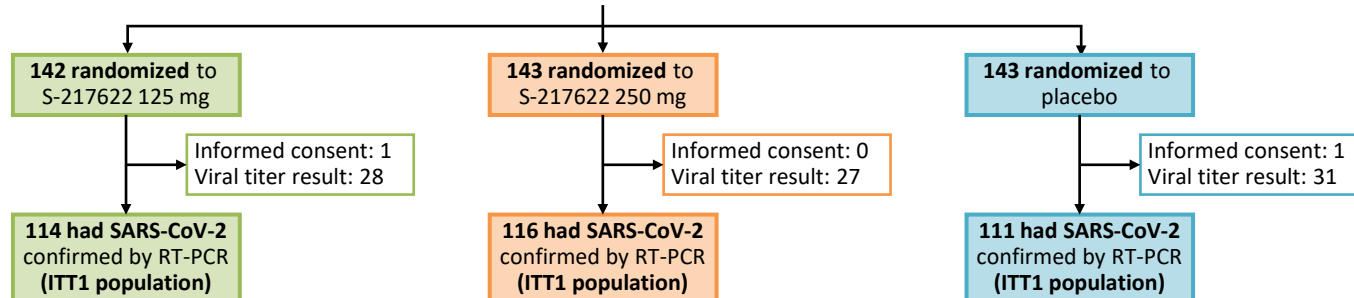 142 randomized to
S-217622 125 mg
143 randomized to
S-217622 250 mg
143 randomized to
placebo
Informed consent: 1
Viral titer result: 28
Informed consent: 0
Viral titer result: 27
Informed consent: 1
Viral titer result: 31
114 had SARS-CoV-2
confirmed by RT-PCR
(ITT1 population)
116 had SARS-CoV-2
confirmed by RT-PCR
(ITT1 population)
111 had SARS-CoV-2
confirmed by RT-PCR
(ITT1 population)